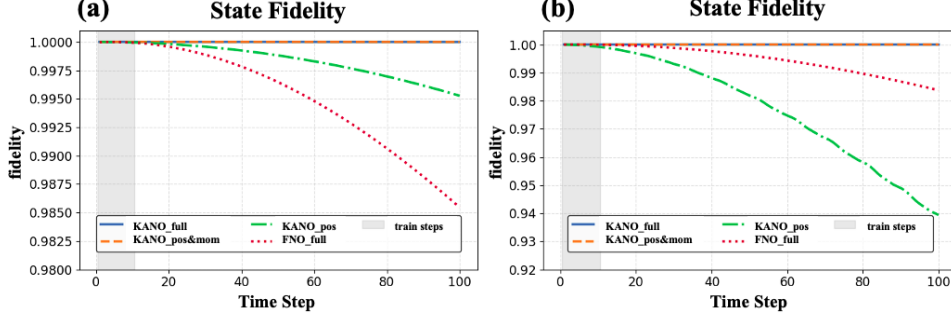 (a) State Fidelity
fidelity
1.0000
0.9975
0.9950
0.9925
0.9900
0.9875
0.9850
0.9825
0.9800
KANO_full
KANO_pos&mom
KANO_pos
FNO_full
train steps
0 20 40 60 80 100
Time Step
(b) State Fidelity
fidelity
1.00
0.99
0.98
0.97
0.96
0.95
0.94
0.93
0.92
KANO_full
KANO_pos&mom
KANO_pos
FNO_full
train steps
0 20 40 60 80 100
Time Step